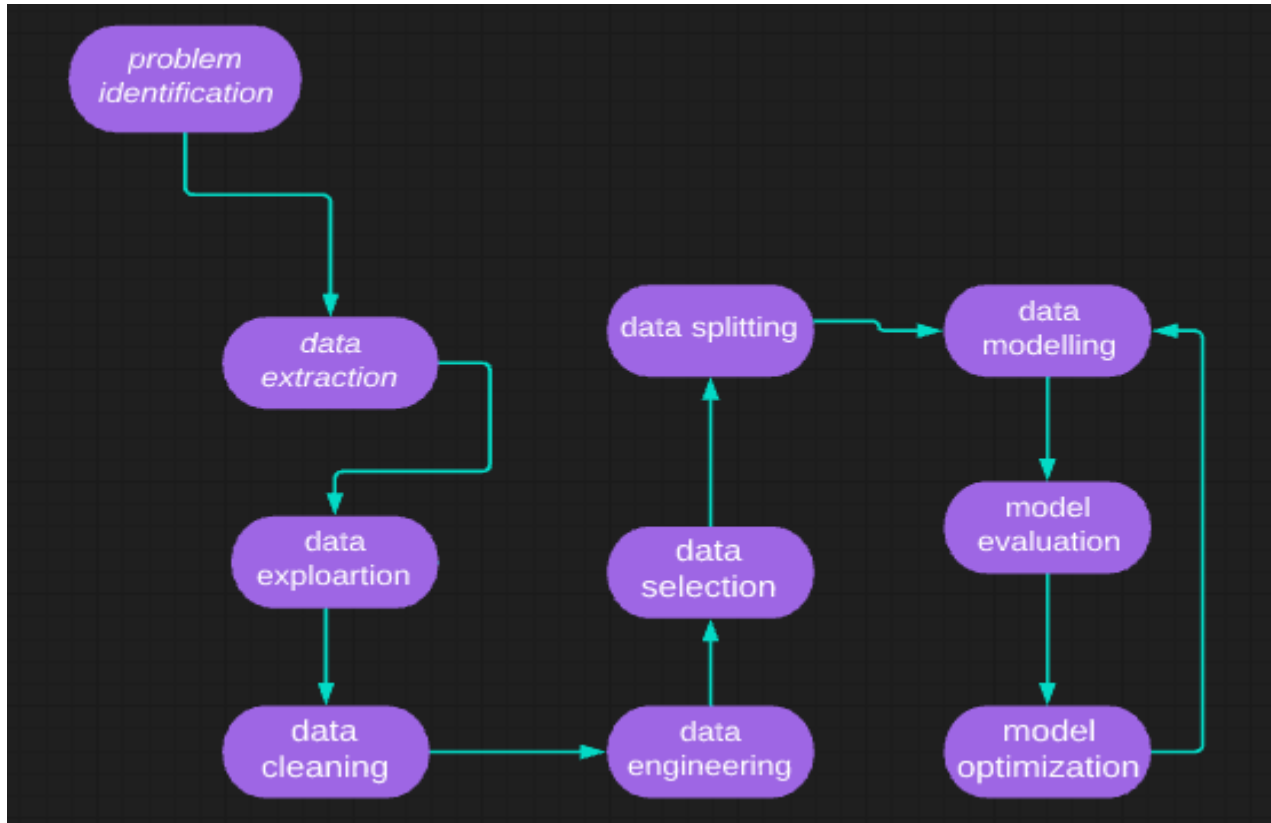 problem
identification
data
extraction
data
exploartion
data
cleaning
data
engineering
data
selection
data splitting
data
modelling
model
evaluation
model
optimization